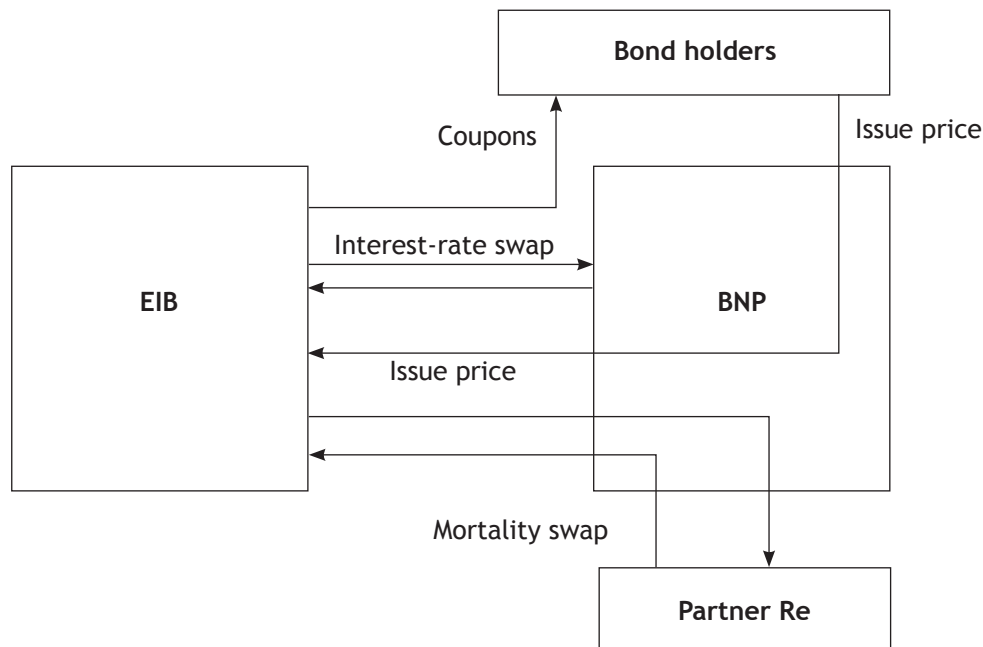 Bond holders
Coupons
Issue price
Interest-rate swap
EIB
BNP
Issue price
Mortality swap
Partner Re